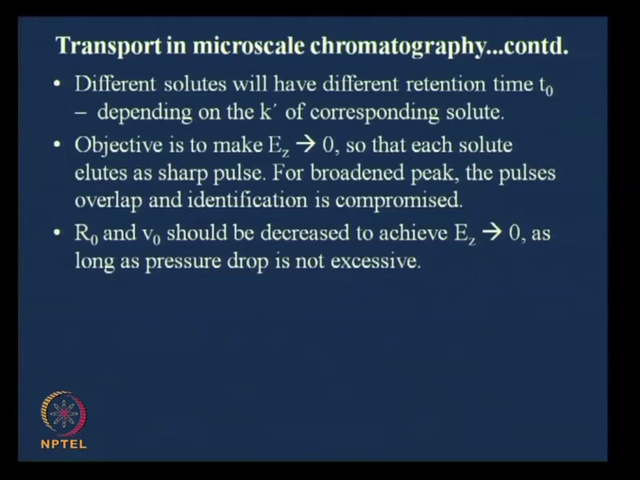 Transport in microscale chromatography...contd.
• Different solutes will have different retention time t₀
– depending on the k´ of corresponding solute.
• Objective is to make E_z → 0, so that each solute
elutes as sharp pulse. For broadened peak, the pulses
overlap and identification is compromised.
• R₀ and v₀ should be decreased to achieve E_z → 0, as
long as pressure drop is not excessive.
NPTEL